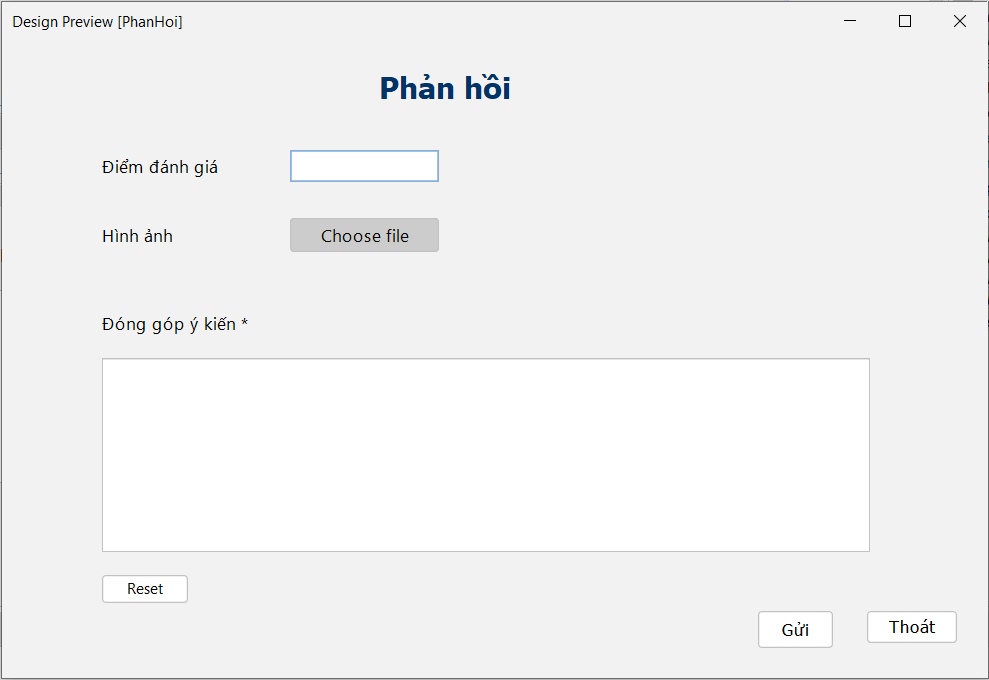 Design Preview [PhanHoi]
Phản hồi
Điểm đánh giá
Hình ảnh
Choose file
Đóng góp ý kiến *
Reset
Gửi
Thoát